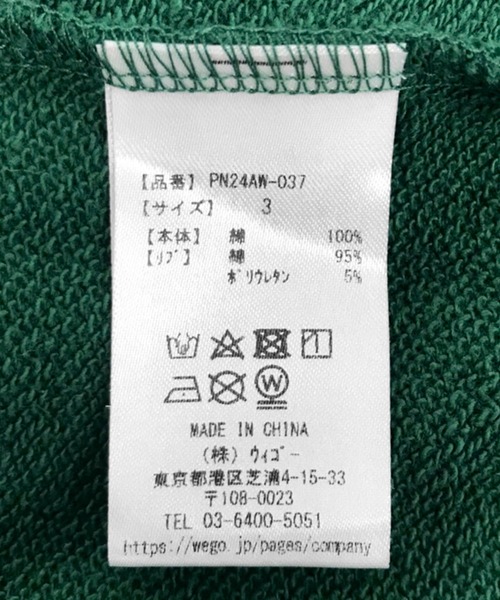 【品番】 PN24AW-037
【サイズ】 3
【本体】 綿 100%
【ﾘﾌﾞ】 綿 95%
ﾎﾟﾘｳﾚﾀﾝ 5%
W
MADE IN CHINA
(株) ウィゴー
東京都港区芝浦4-15-33
〒108-0023
TEL 03-6400-5051
https://wego.jp/pages/company